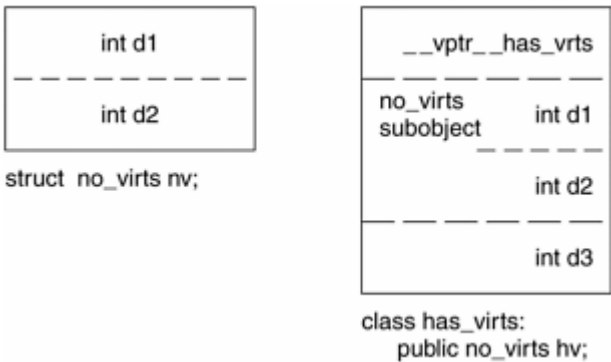 int d1
int d2
struct no_virts nv;
__vptr__has_vrts
no_virts
subobject
int d1
int d2
int d3
class has_virts:
public no_virts hv;